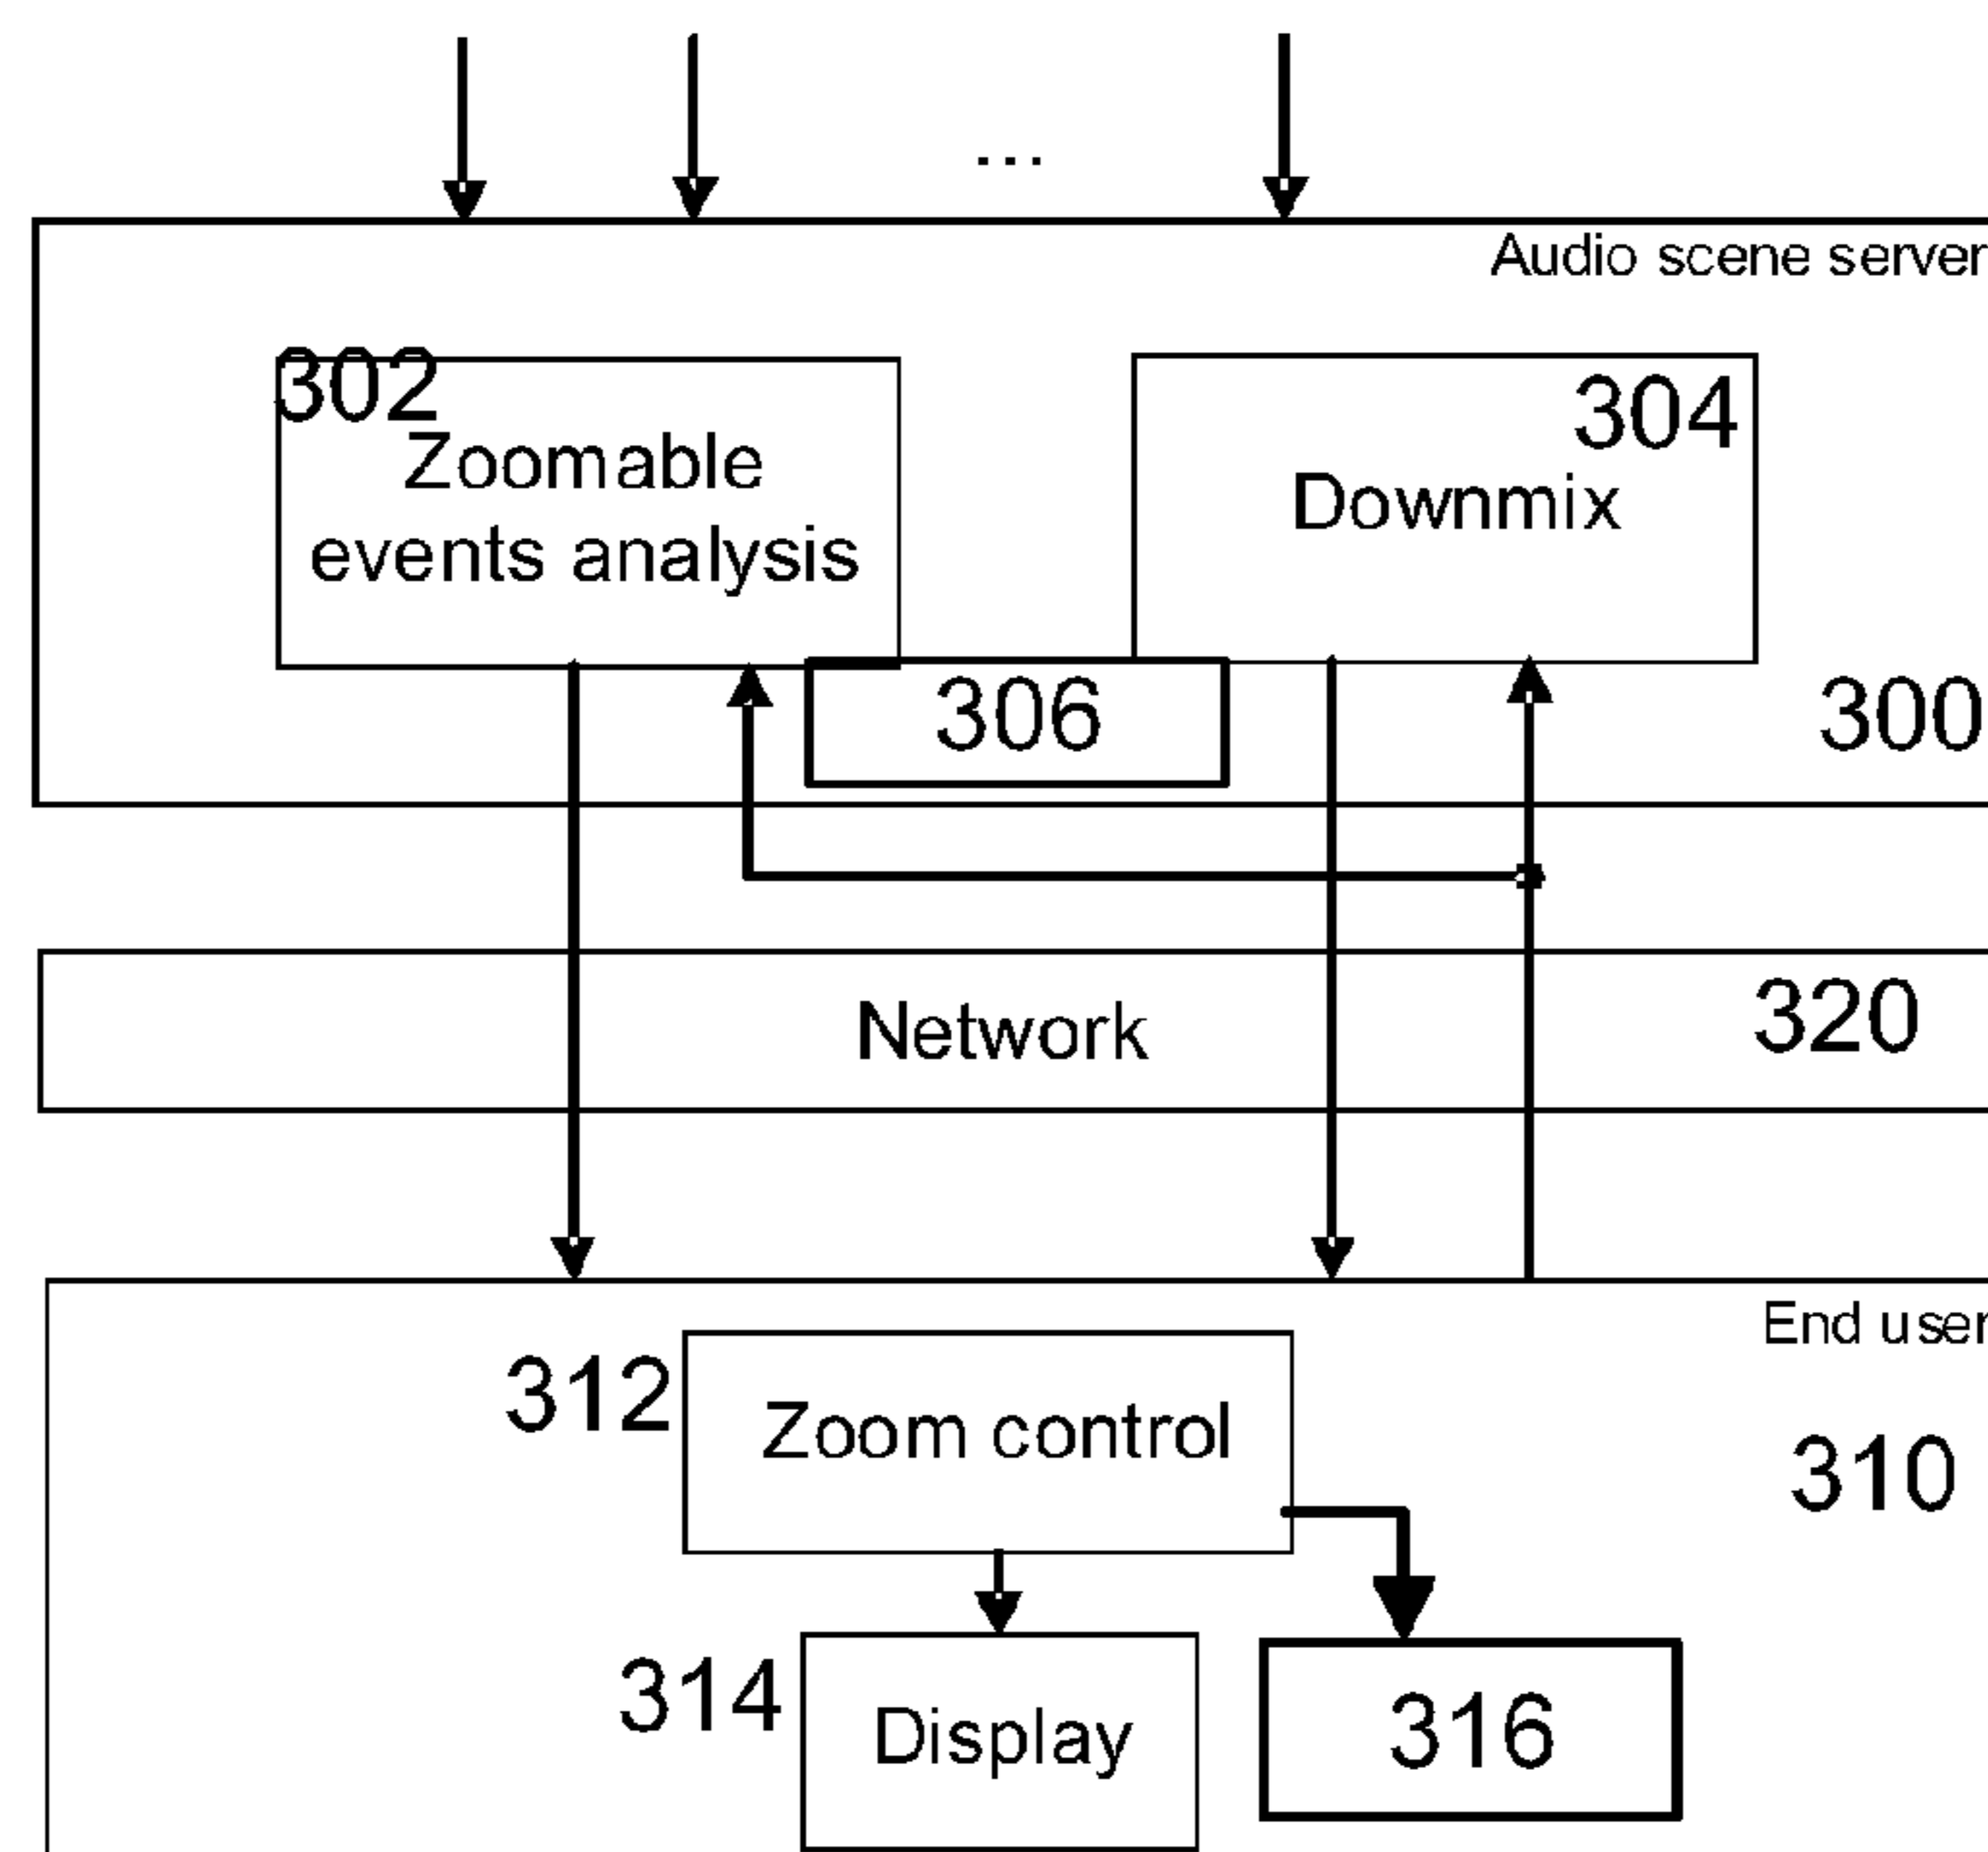 ...
Audio scene server
302
Zoomable
events analysis
304
Downmix
306
300
Network
320
End user
312
Zoom control
310
314
Display
316